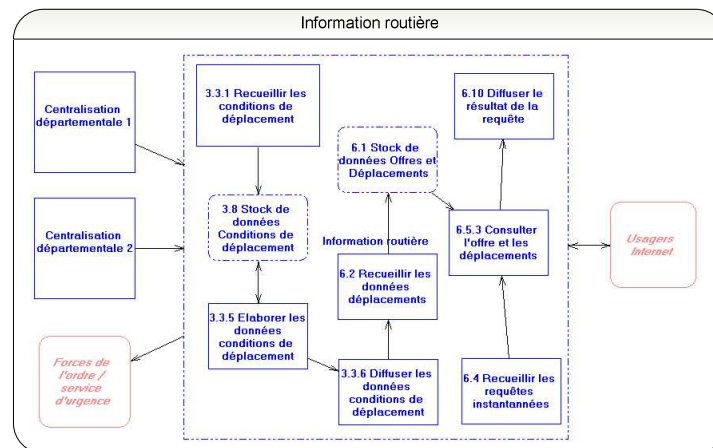 Information routière
Centralisation
départementale 1
3.3.1 Recueillir les
conditions de
déplacement
6.10 Diffuser le
résultat de la
requête
6.1 Stock de
données Offres et
Déplacements
Centralisation
départementale 2
3.8 Stock de
données
Conditions de
déplacement
Information routière
6.5.3 Consulter
l'offre et les
déplacements
Usagers
Internet
6.2 Recueillir les
données
déplacements
3.3.5 Elaborer les
données
conditions de
déplacement
Forces de
l'ordre /
service
d'urgence
3.3.6 Diffuser les
données
conditions de
déplacement
6.4 Recueillir les
requêtes
instantannées